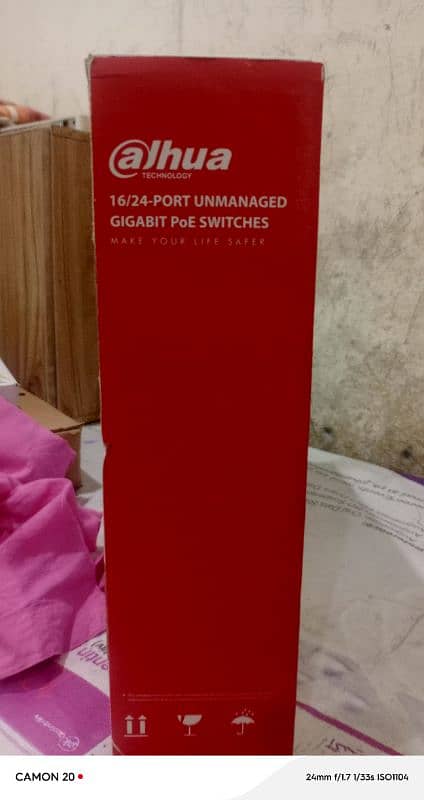 alhua
TECHNOLOGY
16/24-PORT UNMANAGED
GIGABIT PoE SWITCHES
MAKE YOUR LIFE SAFER
CAMON 20
24mm f/1.7 1/33s ISO1104